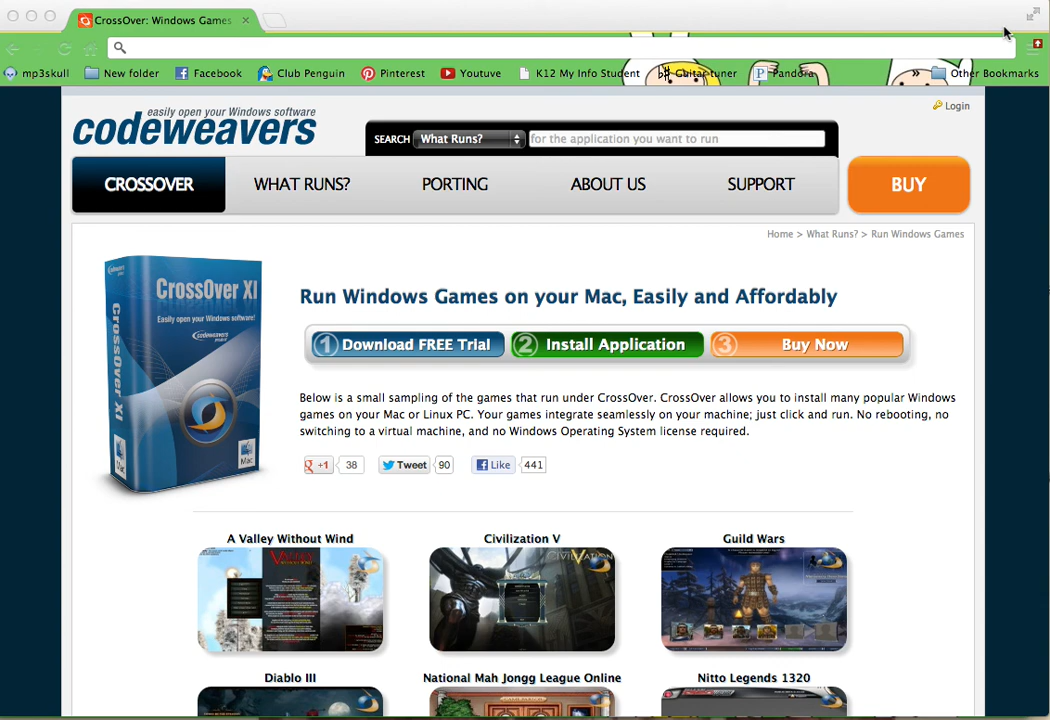 CrossOver: Windows Games
mp3skull
New folder
Facebook
Club Penguin
Pinterest
Youtuve
K12 My Info Student
Guitar tuner
Pandora
»
Other Bookmarks
easily open your Windows software
codeweavers
Login
SEARCH What Runs? for the application you want to run
CROSSOVER
WHAT RUNS?
PORTING
ABOUT US
SUPPORT
BUY
Home > What Runs? > Run Windows Games
codeweavers
CrossOver XI
Easily open your Windows software!
codeweavers
CrossOver XI
Mac
Mac
Run Windows Games on your Mac, Easily and Affordably
1 Download FREE Trial
2 Install Application
3 Buy Now
Below is a small sampling of the games that run under CrossOver. CrossOver allows you to install many popular Windows
games on your Mac or Linux PC. Your games integrate seamlessly on your machine; just click and run. No rebooting, no
switching to a virtual machine, and no Windows Operating System license required.
g +1 38
Tweet 90
Like 441
A Valley Without Wind
Civilization V
Guild Wars
CIVILIZATION
Diablo III
National Mah Jongg League Online
Nitto Legends 1320